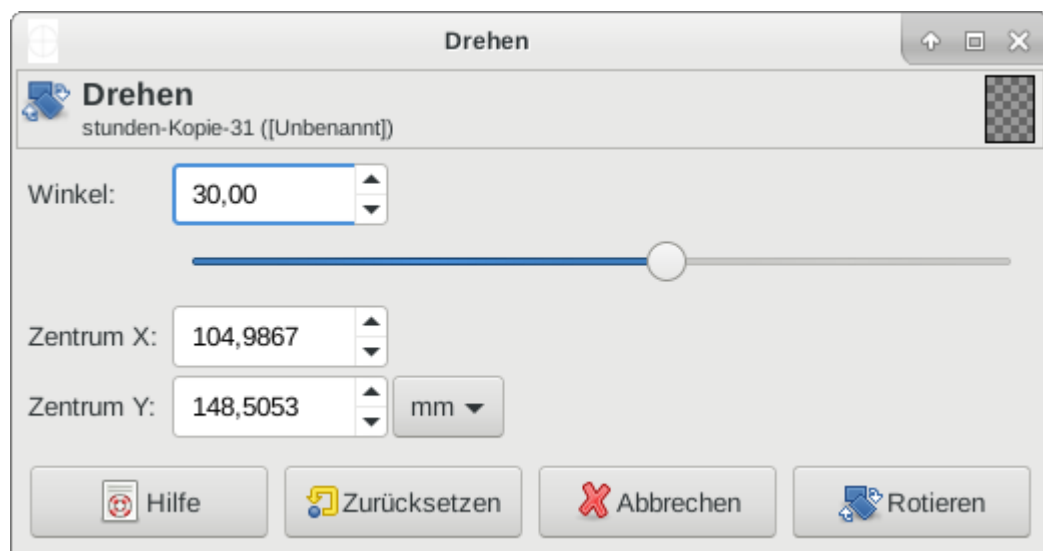 Drehen
Drehen
stunden-Kopie-31 ([Unbenannt])
Winkel: 30,00
Zentrum X: 104,9867
Zentrum Y: 148,5053 mm
Hilfe Zurücksetzen Abbrechen Rotieren